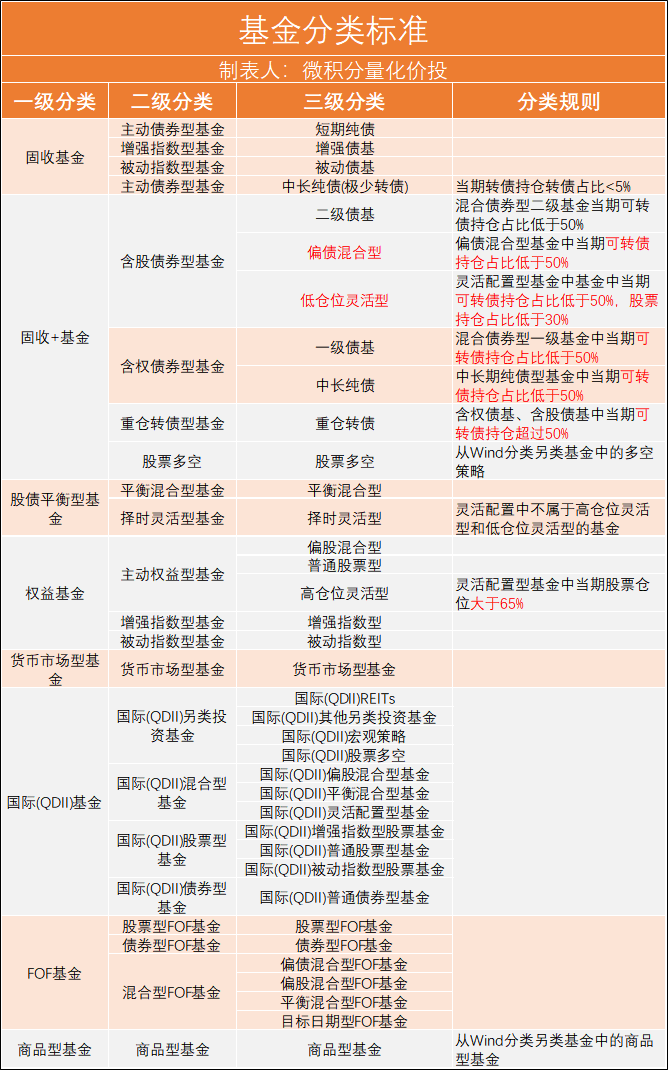 基金分类标准
制表人：微积分量化价投
一级分类 二级分类 三级分类 分类规则
固收基金
主动债券型基金 短期纯债
增强指数型基金 增强债基
被动指数型基金 被动债基
主动债券型基金 中长纯债(极少转债) 当期转债持仓转债占比<5%
固收+基金
含股债券型基金
二级债基
混合债券型二级基金当期可转
债持仓占比低于50%
偏债混合型
偏债混合型基金中当期可转债
持仓占比低于50%
低仓位灵活型
灵活配置型基金中基金中当期
可转债持仓占比低于50%，股票
持仓占比低于30%
含权债券型基金
一级债基
混合债券型一级基金中当期可
转债持仓占比低于50%
中长纯债
中长期纯债型基金中当期可转
债持仓占比低于50%
重仓转债型基金 重仓转债
含权债基、含股债基中当期可
转债持仓超过50%
股票多空 股票多空
从Wind分类另类基金中的多空
策略
股债平衡型基
金
平衡混合型基金 平衡混合型
择时灵活型基金 择时灵活型
灵活配置中不属于高仓位灵活
型和低仓位灵活型的基金
权益基金
主动权益型基金
偏股混合型
普通股票型
高仓位灵活型
灵活配置型基金中当期股票仓
位大于65%
增强指数型基金 增强指数型
被动指数型基金 被动指数型
货币市场型基
金
货币市场型基金 货币市场型基金
国际(QDII)基金
国际(QDII)另类投
资基金
国际(QDII)REITs
国际(QDII)其他另类投资基金
国际(QDII)宏观策略
国际(QDII)股票多空
国际(QDII)混合型
基金
国际(QDII)偏股混合型基金
国际(QDII)平衡混合型基金
国际(QDII)灵活配置型基金
国际(QDII)股票型
基金
国际(QDII)增强指数型股票基金
国际(QDII)普通股票型基金
国际(QDII)被动指数型股票基金
国际(QDII)债券型
基金
国际(QDII)普通债券型基金
FOF基金
股票型FOF基金 股票型FOF基金
债券型FOF基金 债券型FOF基金
混合型FOF基金
偏债混合型FOF基金
偏股混合型FOF基金
平衡混合型FOF基金
目标日期型FOF基金
商品型基金 商品型基金 商品型基金
从Wind分类另类基金中的商品
型基金